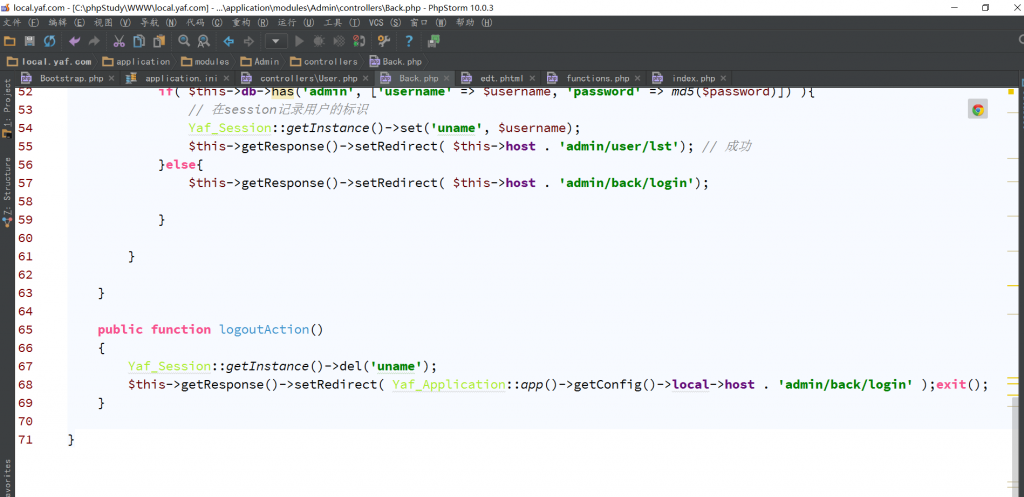 local.yaf.com - [C:\phpStudy\WWW\local.yaf.com] - ...\application\modules\Admin\controllers\Back.php - PhpStorm 10.0.3
文件 (F) 编辑 (E) 视图 (V) 导航 (N) 代码 (C) 重构 (R) 运行 (U) 工具 (T) VCS (S) 窗口 (W) 帮助 (H)
local.yaf.com application modules Admin controllers Back.php
Bootstrap.php application.ini controllers\User.php Back.php edt.phtml functions.php index.php
1: Project
Z: Structure
avorites
52 if( $this->db->has('admin', ['username' => $username, 'password' => md5($password)]) ){
53 // 在session记录用户的标识
54 Yaf_Session::getInstance()->set('uname', $username);
55 $this->getResponse()->setRedirect( $this->host . 'admin/user/lst'); // 成功
56 }else{
57 $this->getResponse()->setRedirect( $this->host . 'admin/back/login');
58
59 }
60
61 }
62
63 }
64
65 public function logoutAction()
66 {
67 Yaf_Session::getInstance()->del('uname');
68 $this->getResponse()->setRedirect( Yaf_Application::app()->getConfig()->local->host . 'admin/back/login' );exit();
69 }
70
71 }